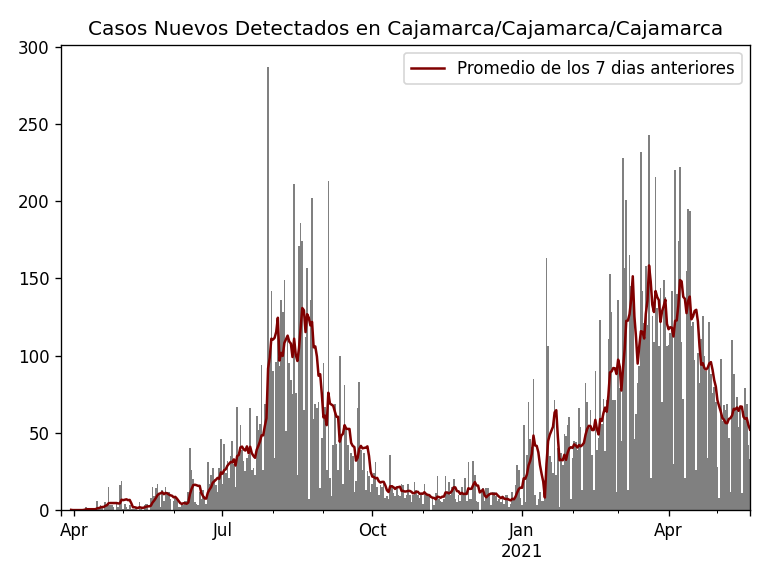 Casos Nuevos Detectados en Cajamarca/Cajamarca/Cajamarca
Promedio de los 7 dias anteriores
300
250
200
150
100
50
0
Apr Jul Oct Jan Apr
2021